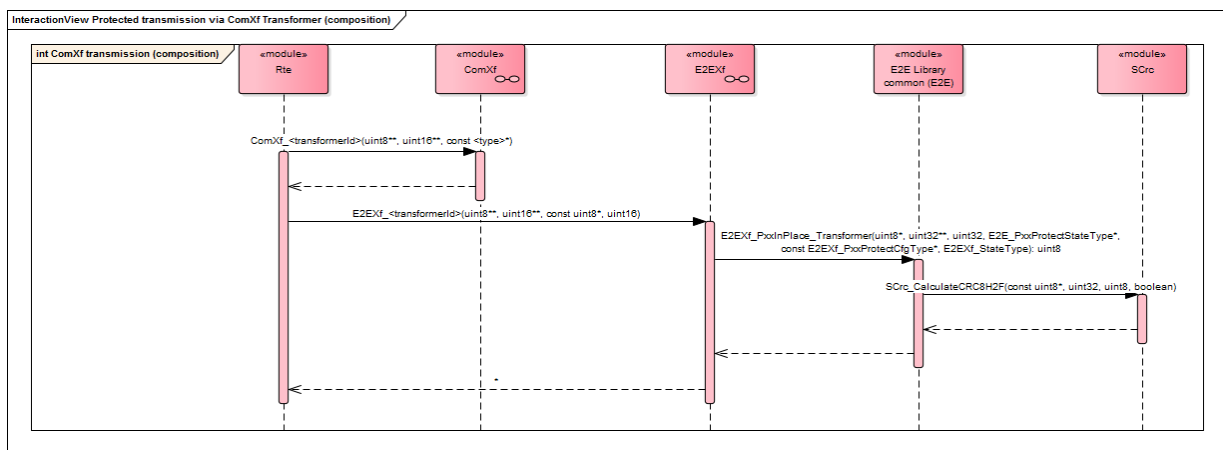 InteractionView Protected transmission via ComXf Transformer (composition)
int ComXf transmission (composition)
«module»
Rte
«module»
ComXf
«module»
E2EXf
«module»
E2E Library
common (E2E)
«module»
SCrc
ComXf_<transformerId>(uint8**, uint16**, const <type>*)
E2EXf_<transformerId>(uint8**, uint16**, const uint8*, uint16)
E2EXf_PxxInPlace_Transformer(uint8*, uint32**, uint32, E2E_PxxProtectStateType*,
const E2EXf_PxxProtectCfgType*, E2EXf_StateType): uint8
SCrc_CalculateCRC8H2F(const uint8*, uint32, uint8, boolean)
*